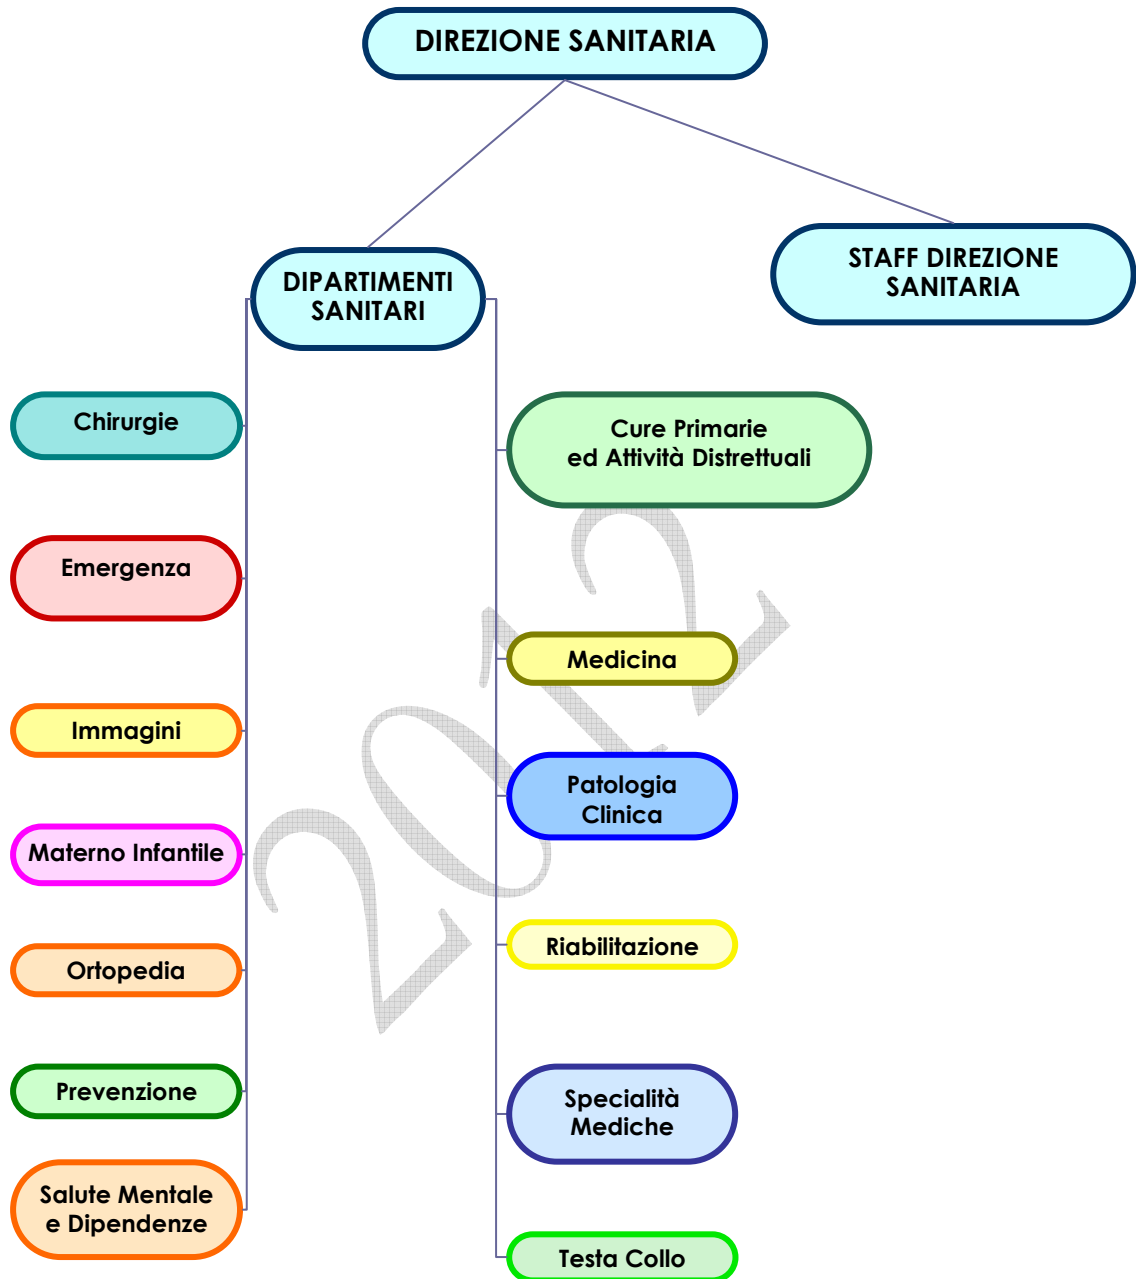 DIREZIONE SANITARIA
DIPARTIMENTI
SANITARI
STAFF DIREZIONE
SANITARIA
Chirurgie
Emergenza
Immagini
Materno Infantile
Ortopedia
Prevenzione
Salute Mentale
e Dipendenze
Cure Primarie
ed Attività Distrettuali
Medicina
Patologia
Clinica
Riabilitazione
Specialità
Mediche
Testa Collo
2012